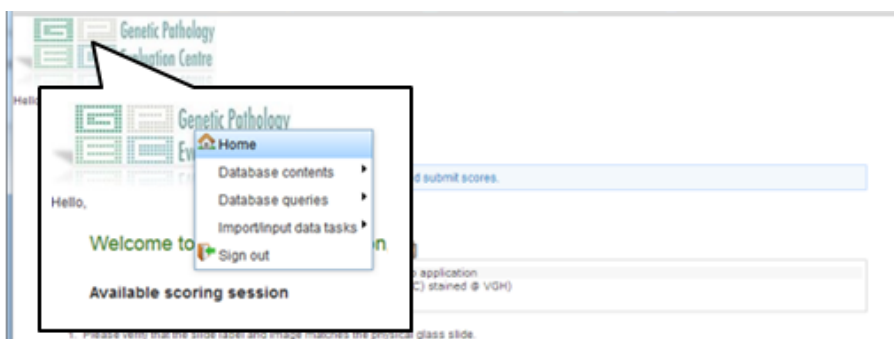 Genetic Pathology
Evaluation Centre
Hello
Genetic Pathology
Ev
Home
Database contents
Database queries
Import/input data tasks
Sign out
Hello,
Welcome to
n
Available scoring session
d submit scores.
application
C) stained @ VGH)
1. Please verify that the slide label and image matches the physical glass slide.